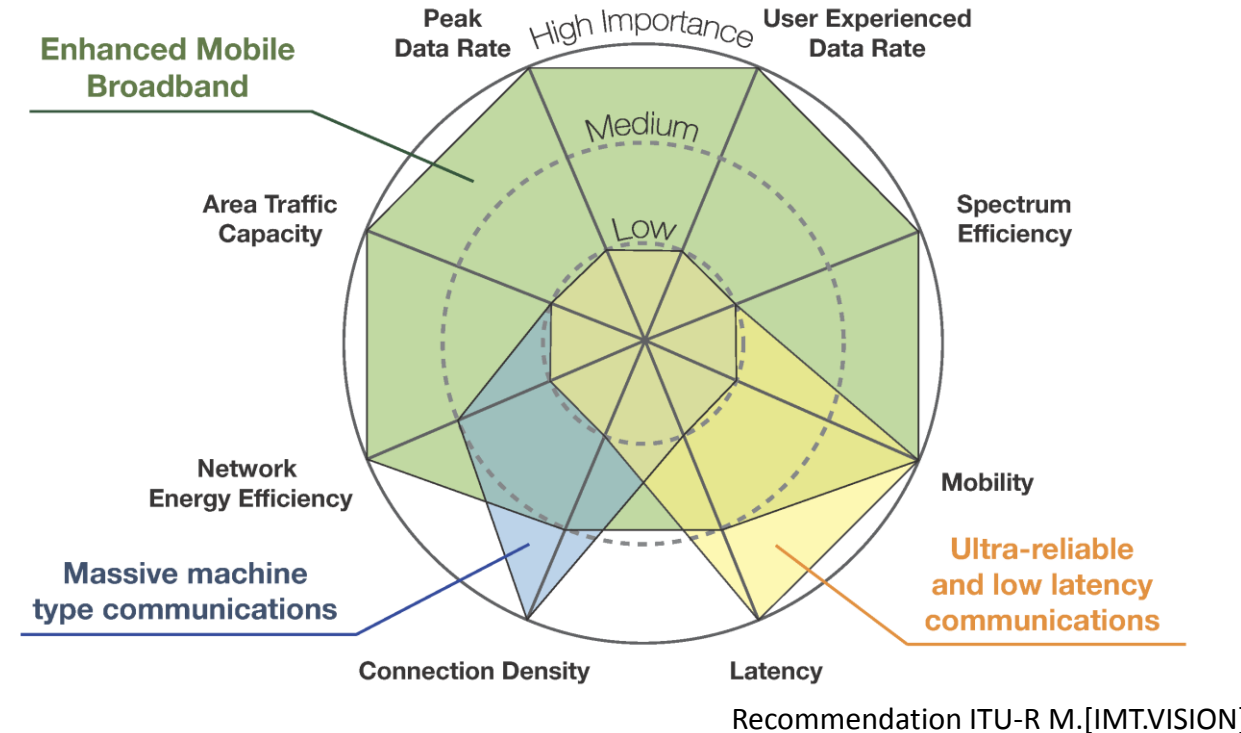 Peak
Data Rate
High Importance
User Experienced
Data Rate
Enhanced Mobile
Broadband
Medium
Area Traffic
Capacity
Low
Spectrum
Efficiency
Network
Energy Efficiency
Mobility
Massive machine
type communications
Ultra-reliable
and low latency
communications
Connection Density
Latency
Recommendation ITU-R M.[IMT.VISION]